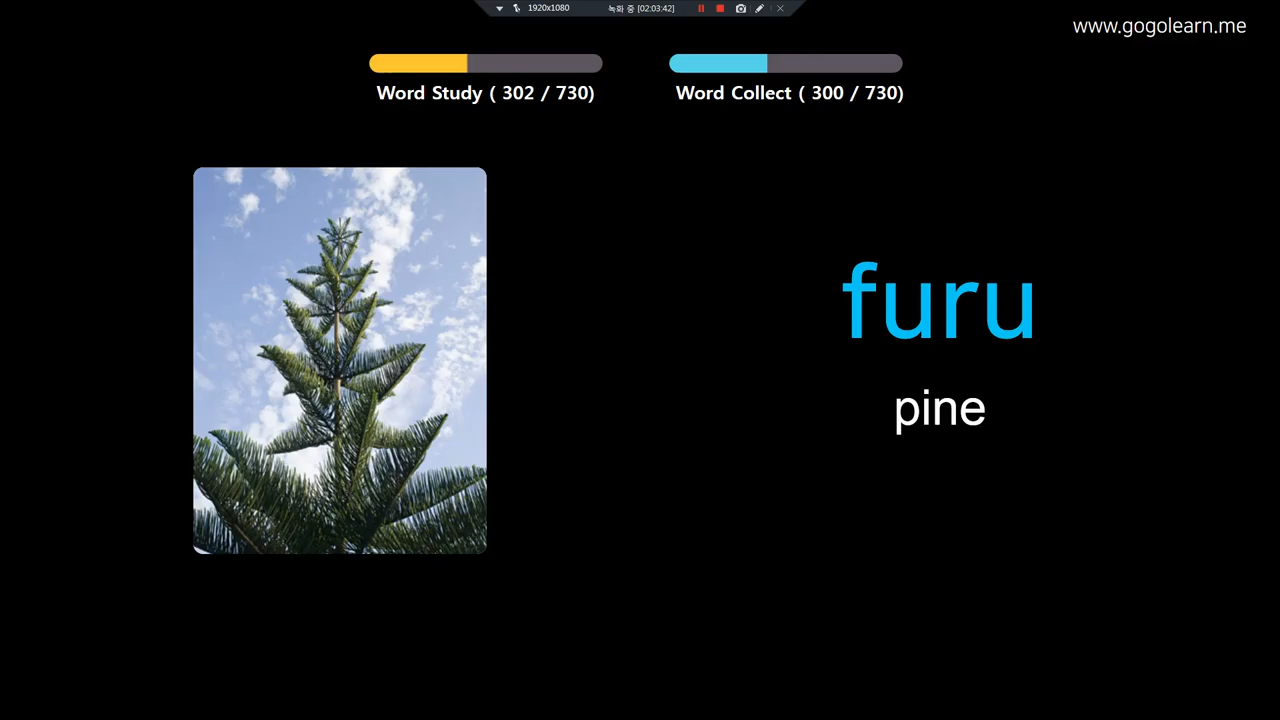 1920x1080 녹화 중 [02:03:42]
www.gogolearn.me
Word Study ( 302 / 730)
Word Collect ( 300 / 730)
furu
pine